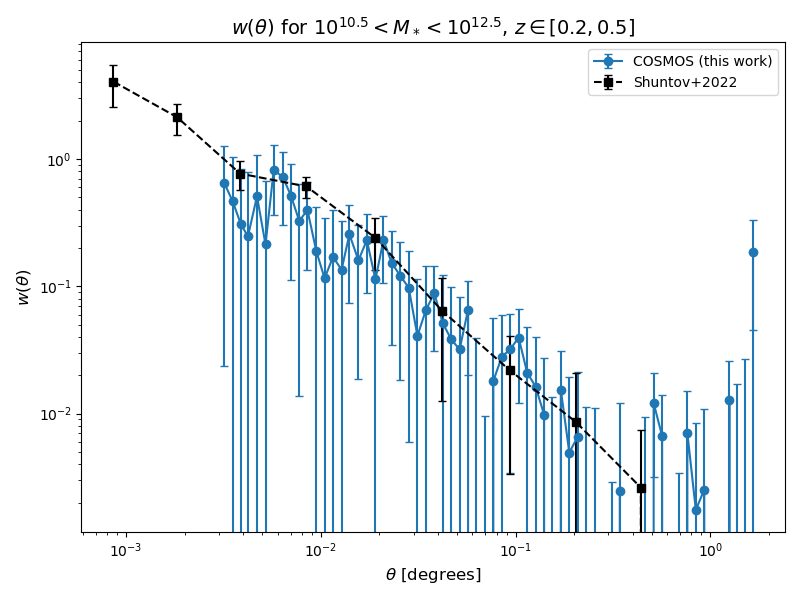 w(θ) for 10^10.5 < M_* < 10^12.5, z ∈ [0.2, 0.5]
COSMOS (this work)
Shuntov+2022
w(θ)
10^0
10^−1
10^−2
10^−3 10^−2 10^−1 10^0
θ [degrees]